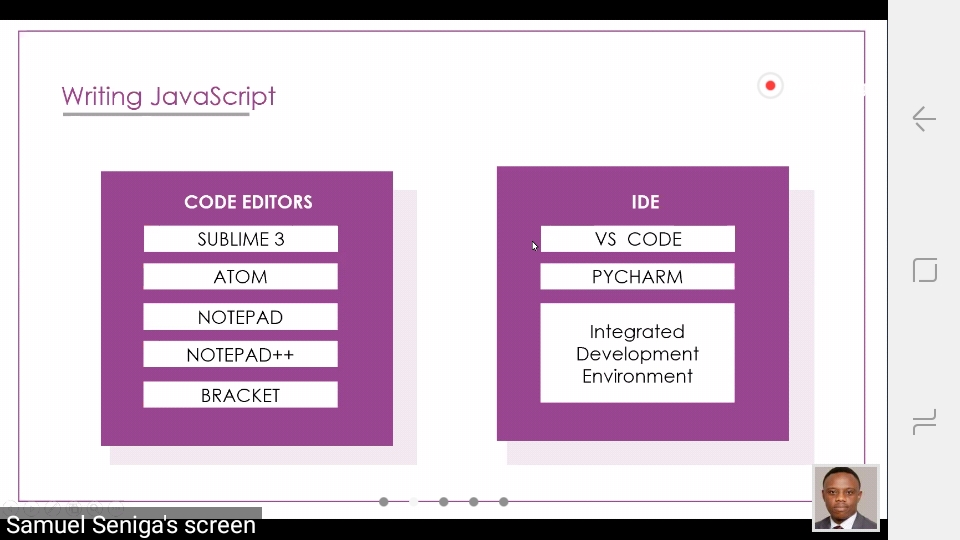 Writing JavaScript
CODE EDITORS
SUBLIME 3
ATOM
NOTEPAD
NOTEPAD++
BRACKET
IDE
VS CODE
PYCHARM
Integrated
Development
Environment
Samuel Seniga's screen